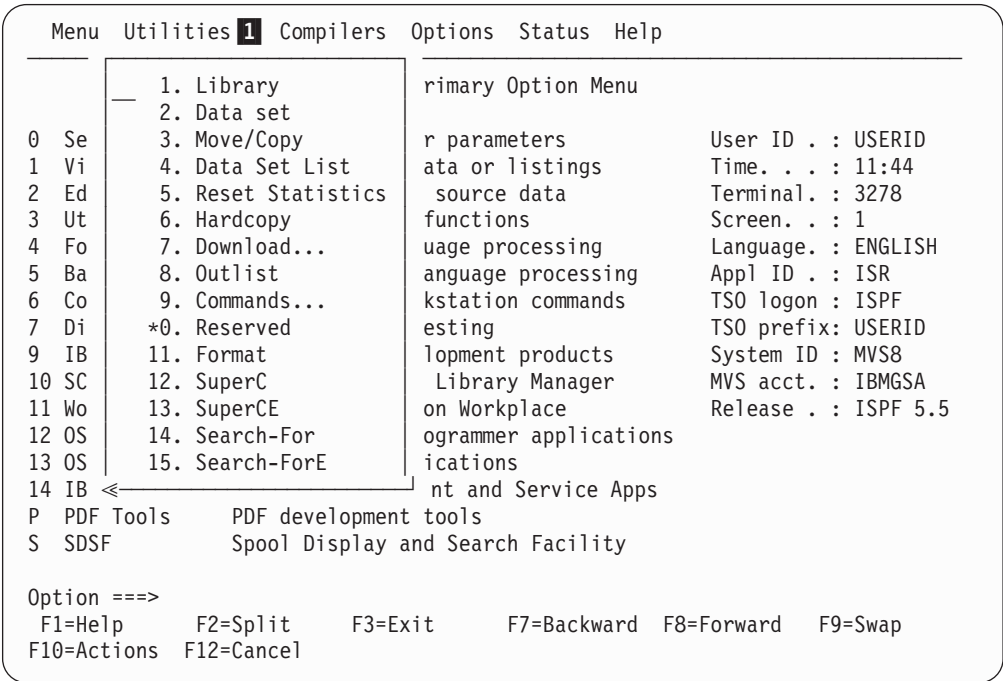 Menu Utilities 1 Compilers Options Status Help
1. Library rimary Option Menu
2. Data set
0 Se 3. Move/Copy r parameters User ID . : USERID
1 Vi 4. Data Set List ata or listings Time. . . : 11:44
2 Ed 5. Reset Statistics source data Terminal. : 3278
3 Ut 6. Hardcopy functions Screen. . : 1
4 Fo 7. Download... uage processing Language. : ENGLISH
5 Ba 8. Outlist anguage processing Appl ID . : ISR
6 Co 9. Commands... kstation commands TSO logon : ISPF
7 Di *0. Reserved esting TSO prefix: USERID
9 IB 11. Format lopment products System ID : MVS8
10 SC 12. SuperC Library Manager MVS acct. : IBMGSA
11 Wo 13. SuperCE on Workplace Release . : ISPF 5.5
12 OS 14. Search-For ogrammer applications
13 OS 15. Search-ForE ications
14 IB nt and Service Apps
P PDF Tools PDF development tools
S SDSF Spool Display and Search Facility
Option ===>
F1=Help F2=Split F3=Exit F7=Backward F8=Forward F9=Swap
F10=Actions F12=Cancel